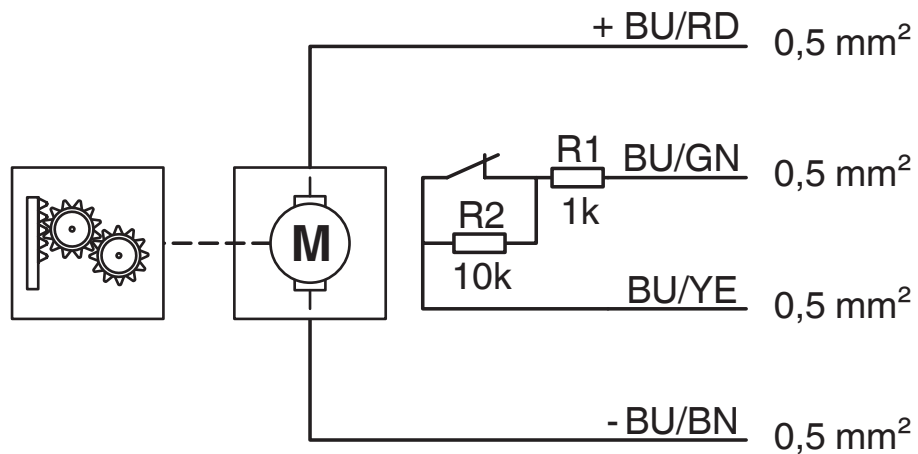 + BU/RD 0,5 mm²
R1 BU/GN 0,5 mm²
1k
R2
10k
M
BU/YE 0,5 mm²
- BU/BN 0,5 mm²